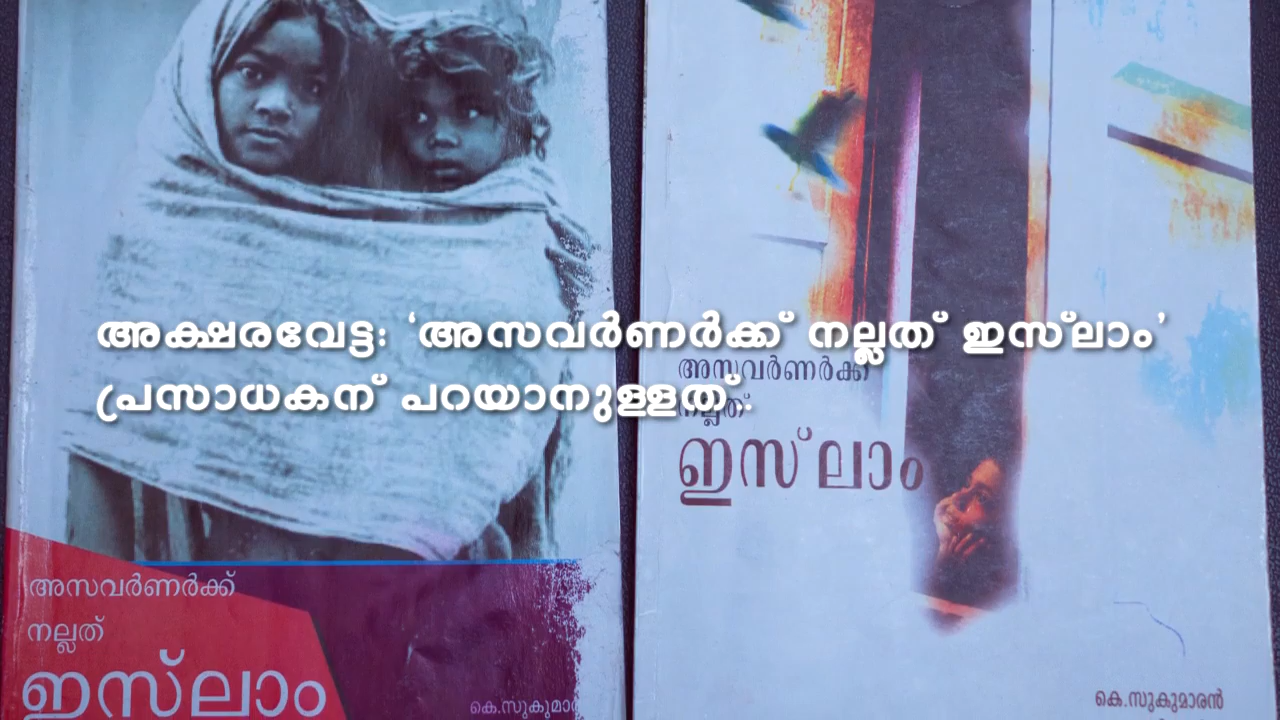 അക്ഷരവേട്ട: ‘അസവർണർക്ക് നല്ലത് ഇസ്‌ലാം’
പ്രസാധകന് പറയാനുള്ളത്.
അസവർണർക്ക്
നല്ലത്
ഇസ്‌ലാം
കെ.സുകുമാരൻ
അസവർണർക്ക്
നല്ലത്
ഇസ്‌ലാം